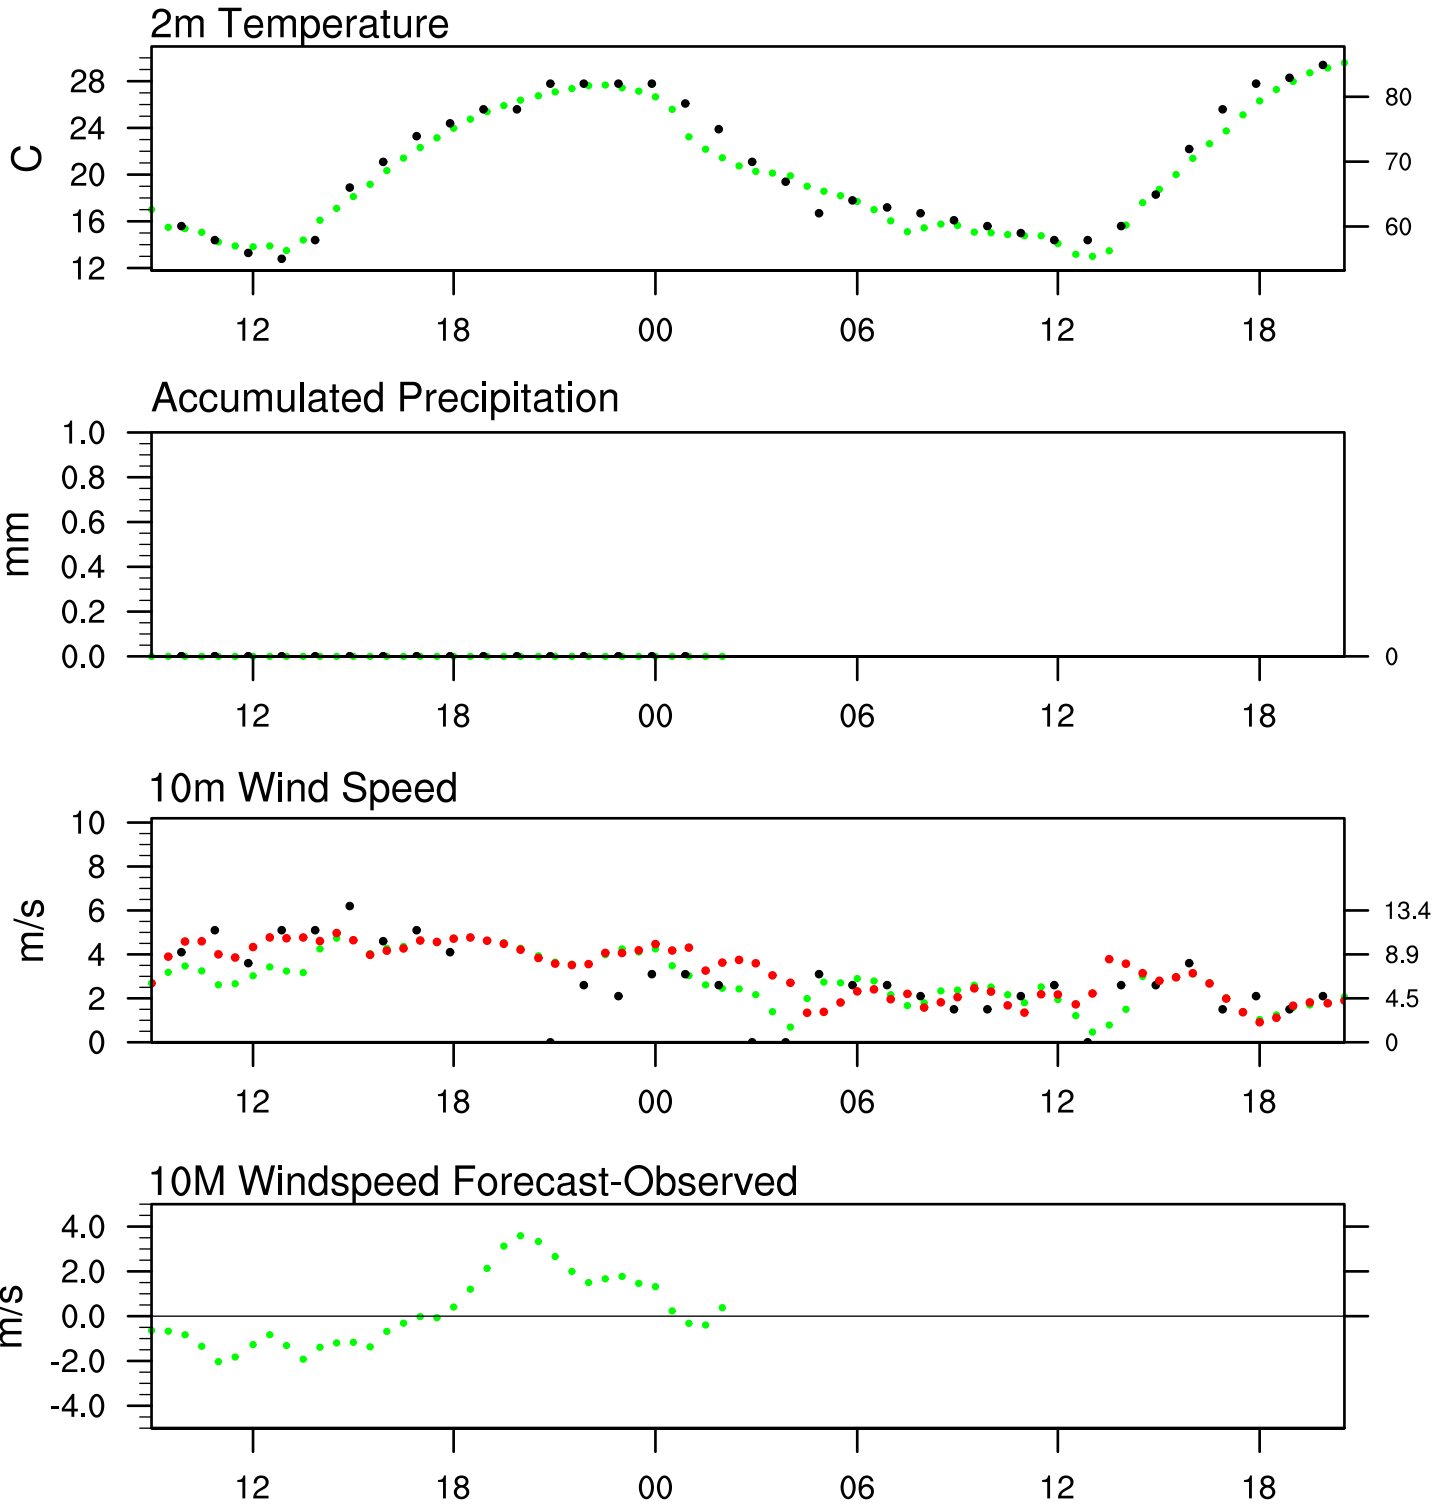 2m Temperature
28
24
20
16
12
C
80
70
60
12 18 00 06 12 18
Accumulated Precipitation
1.0
0.8
0.6
0.4
0.2
0.0
mm
0
12 18 00 06 12 18
10m Wind Speed
10
8
6
4
2
0
m/s
13.4
8.9
4.5
0
12 18 00 06 12 18
10M Windspeed Forecast-Observed
4.0
2.0
0.0
-2.0
-4.0
m/s
12 18 00 06 12 18